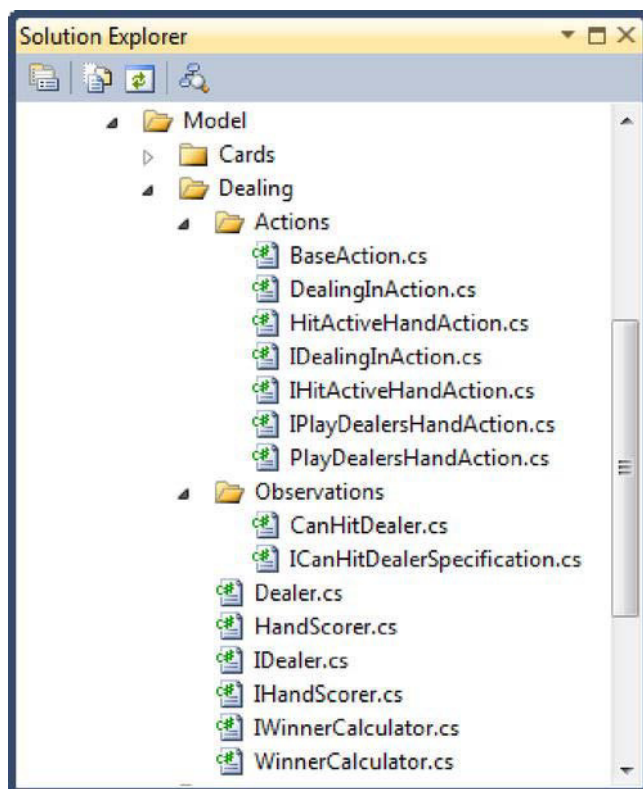 Solution Explorer
Model
Cards
Dealing
Actions
BaseAction.cs
DealingInAction.cs
HitActiveHandAction.cs
IDealingInAction.cs
IHitActiveHandAction.cs
IPlayDealersHandAction.cs
PlayDealersHandAction.cs
Observations
CanHitDealer.cs
ICanHitDealerSpecification.cs
Dealer.cs
HandScorer.cs
IDealer.cs
IHandScorer.cs
IWinnerCalculator.cs
WinnerCalculator.cs